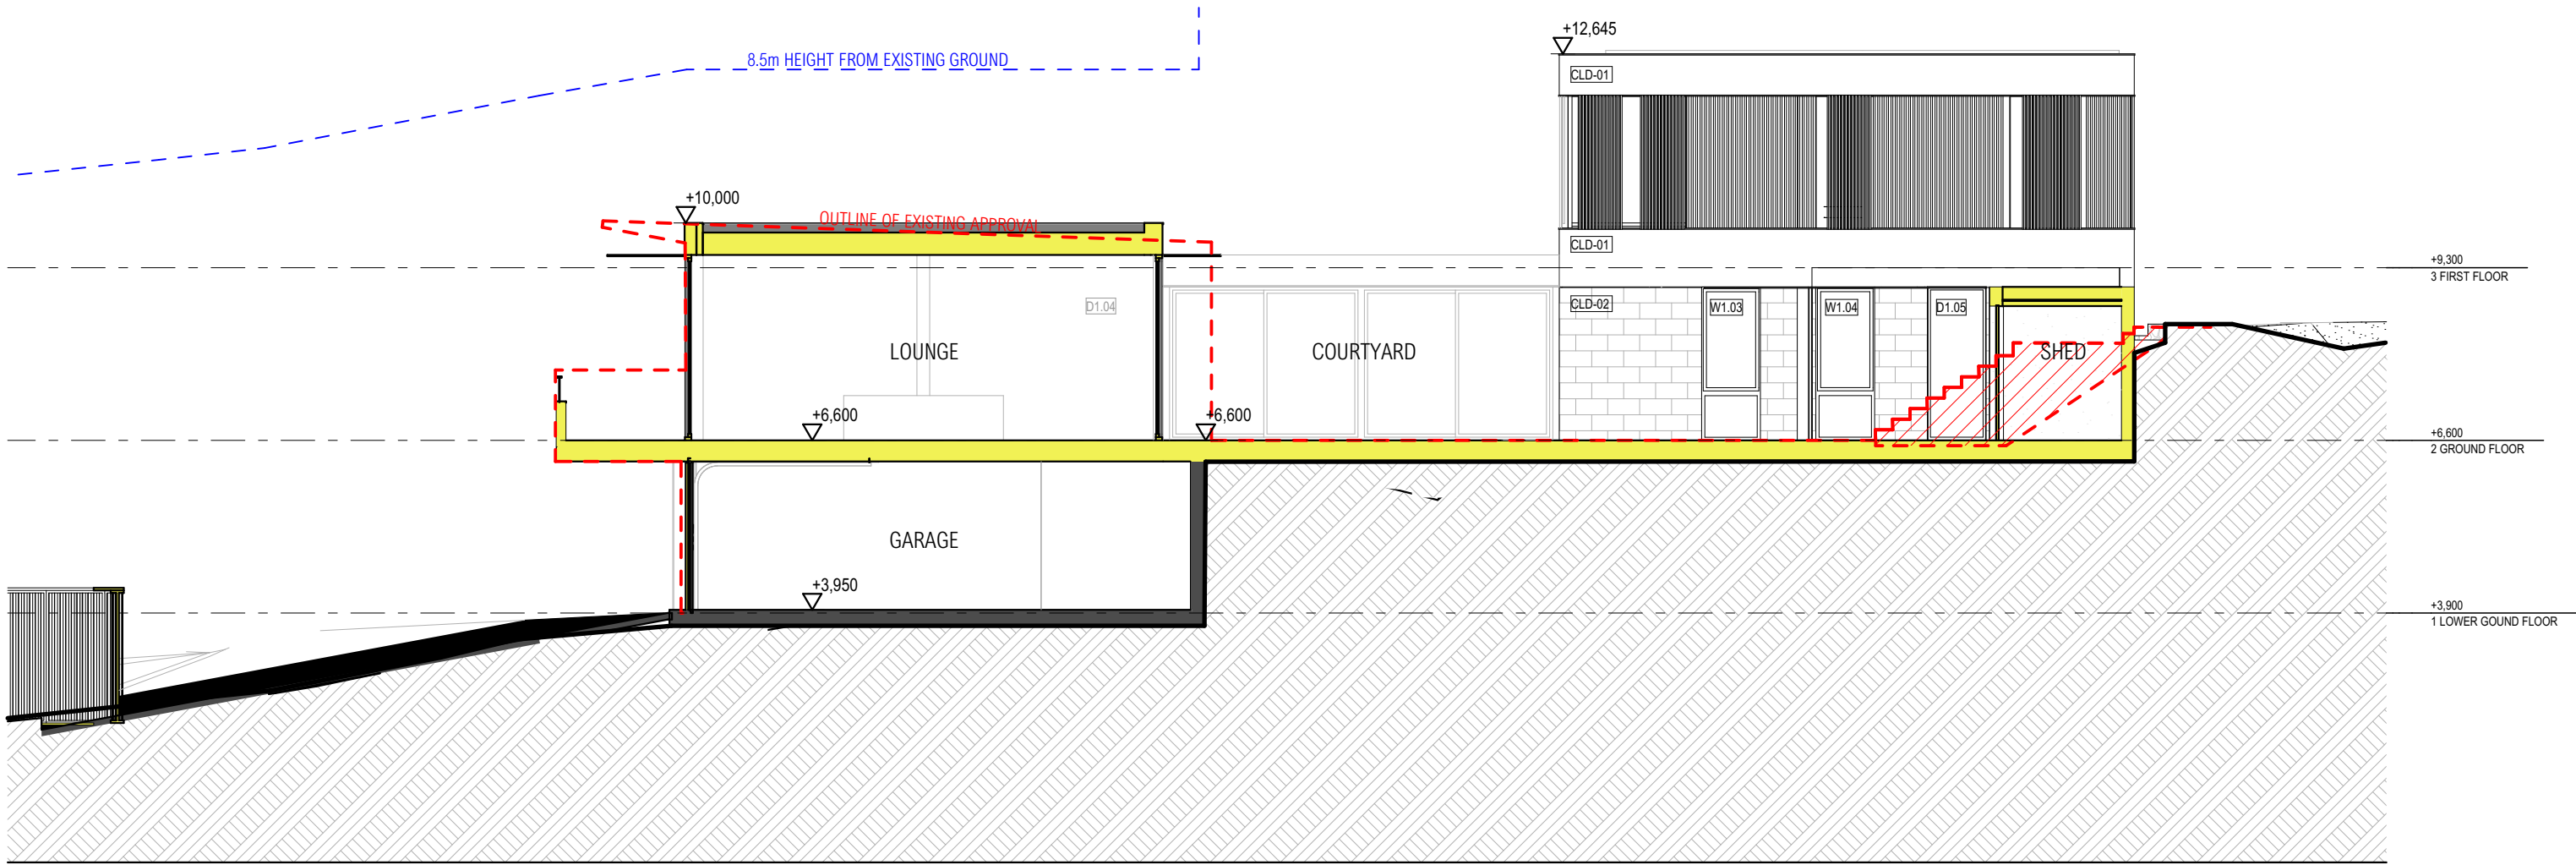 +12,645
8.5m HEIGHT FROM EXISTING GROUND
CLD-01
+10,000
OUTLINE OF EXISTING APPROVAL
CLD-01
+9,300
3 FIRST FLOOR
D1.04
CLD-02
W1.03
W1.04
D1.05
LOUNGE
COURTYARD
SHED
+6,600
+6,600
+6,600
2 GROUND FLOOR
GARAGE
+3,950
+3,900
1 LOWER GOUND FLOOR